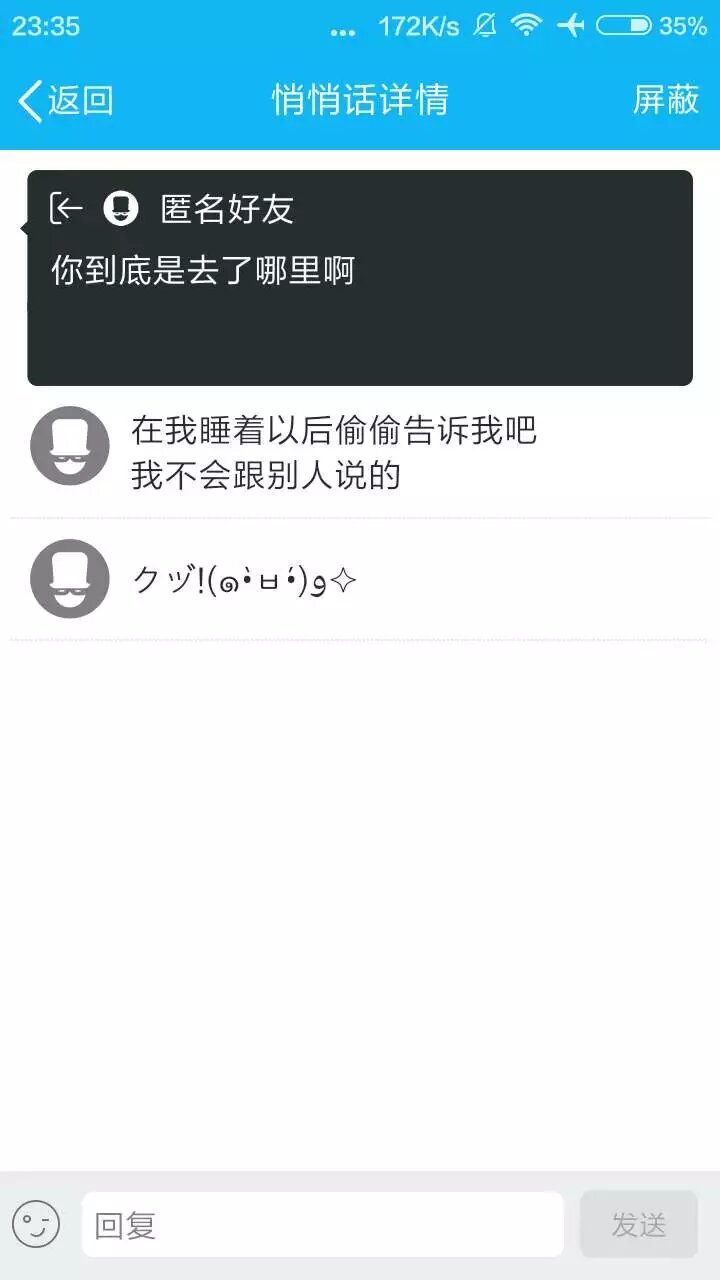 23:35 ... 172K/s 35%
返回 悄悄话详情 屏蔽
匿名好友
你到底是去了哪里啊
在我睡着以后偷偷告诉我吧
我不会跟别人说的
クヅ!(๑•̀ㅂ•́)و✧
回复 发送